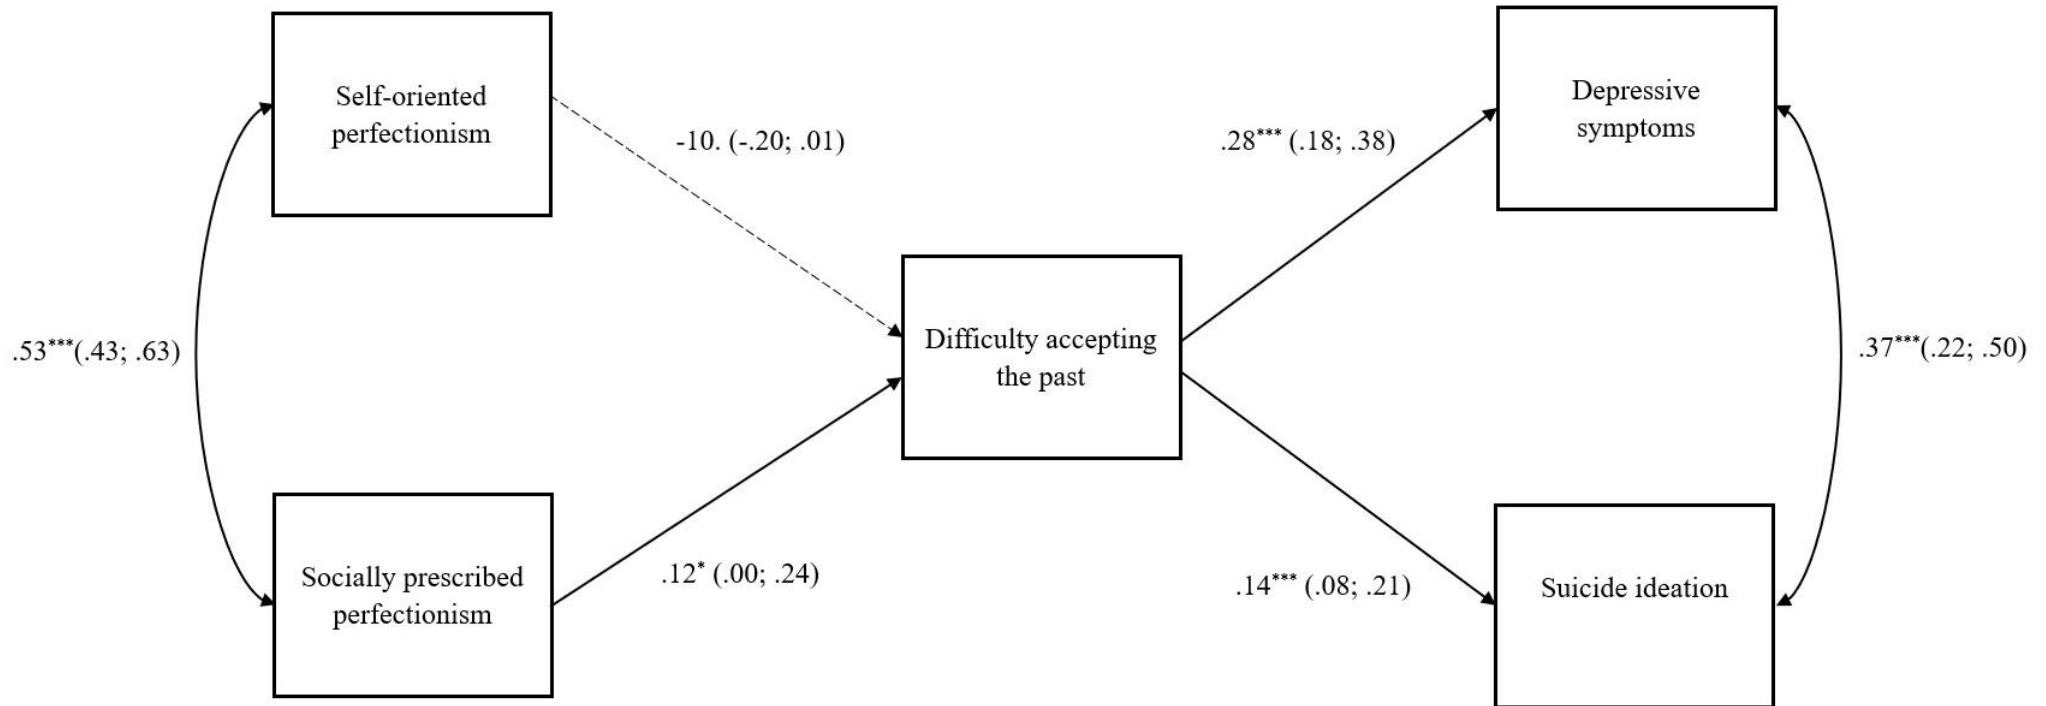 Self-oriented
perfectionism
-10. (-.20; .01)
.28*** (.18; .38)
Depressive
symptoms
.53***(.43; .63)
Difficulty accepting
the past
.37***(.22; .50)
Socially prescribed
perfectionism
.12* (.00; .24)
.14*** (.08; .21)
Suicide ideation